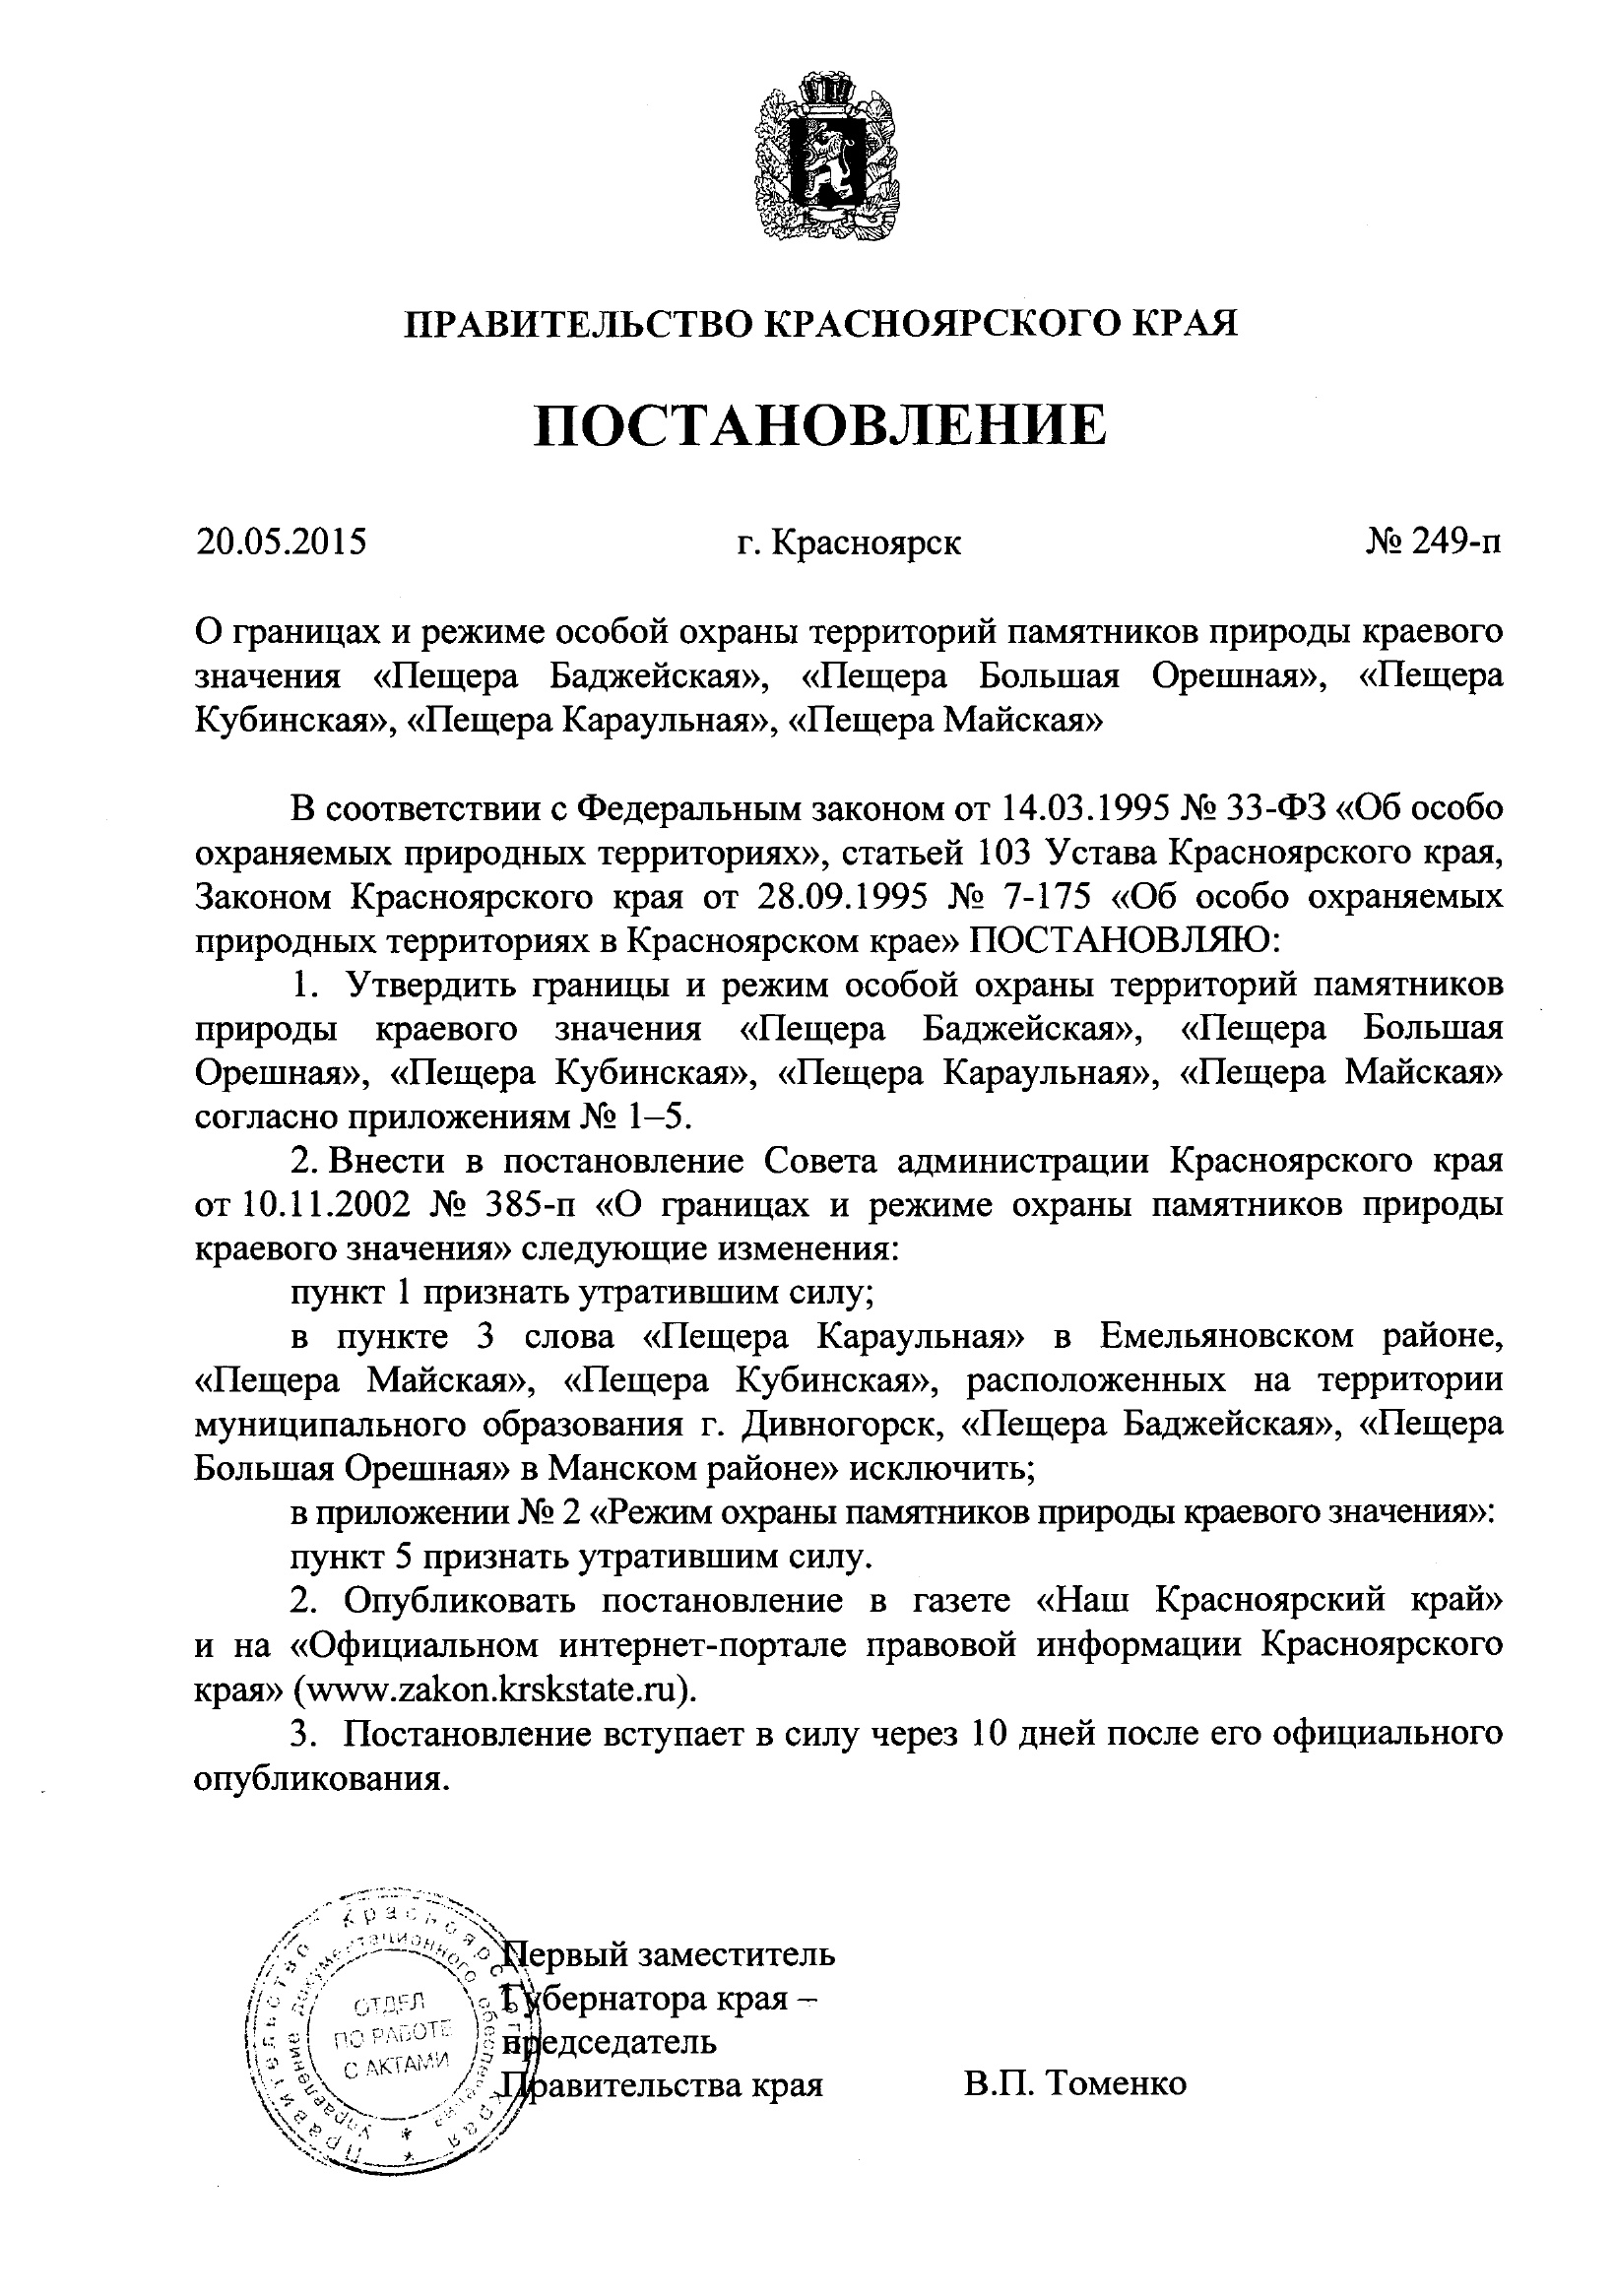 ПРАВИТЕЛЬСТВО КРАСНОЯРСКОГО КРАЯ
ПОСТАНОВЛЕНИЕ
20.05.2015 г. Красноярск № 249-п
О границах и режиме особой охраны территорий памятников природы краевого
значения «Пещера Баджейская», «Пещера Большая Орешная», «Пещера
Кубинская», «Пещера Караульная», «Пещера Майская»
В соответствии с Федеральным законом от 14.03.1995 № 33-ФЗ «Об особо
охраняемых природных территориях», статьей 103 Устава Красноярского края,
Законом Красноярского края от 28.09.1995 № 7-175 «Об особо охраняемых
природных территориях в Красноярском крае» ПОСТАНОВЛЯЮ:
1. Утвердить границы и режим особой охраны территорий памятников
природы краевого значения «Пещера Баджейская», «Пещера Большая
Орешная», «Пещера Кубинская», «Пещера Караульная», «Пещера Майская»
согласно приложениям № 1–5.
2. Внести в постановление Совета администрации Красноярского края
от 10.11.2002 № 385-п «О границах и режиме охраны памятников природы
краевого значения» следующие изменения:
пункт 1 признать утратившим силу;
в пункте 3 слова «Пещера Караульная» в Емельяновском районе,
«Пещера Майская», «Пещера Кубинская», расположенных на территории
муниципального образования г. Дивногорск, «Пещера Баджейская», «Пещера
Большая Орешная» в Манском районе» исключить;
в приложении № 2 «Режим охраны памятников природы краевого значения»:
пункт 5 признать утратившим силу.
2. Опубликовать постановление в газете «Наш Красноярский край»
и на «Официальном интернет-портале правовой информации Красноярского
края» (www.zakon.krskstate.ru).
3. Постановление вступает в силу через 10 дней после его официального
опубликования.
Первый заместитель
Губернатора края –
председатель
Правительства края В.П. Томенко
Правительство Красноярского края
Управление документационного обеспечения
ОТДЕЛ
ПО РАБОТЕ
С АКТАМИ